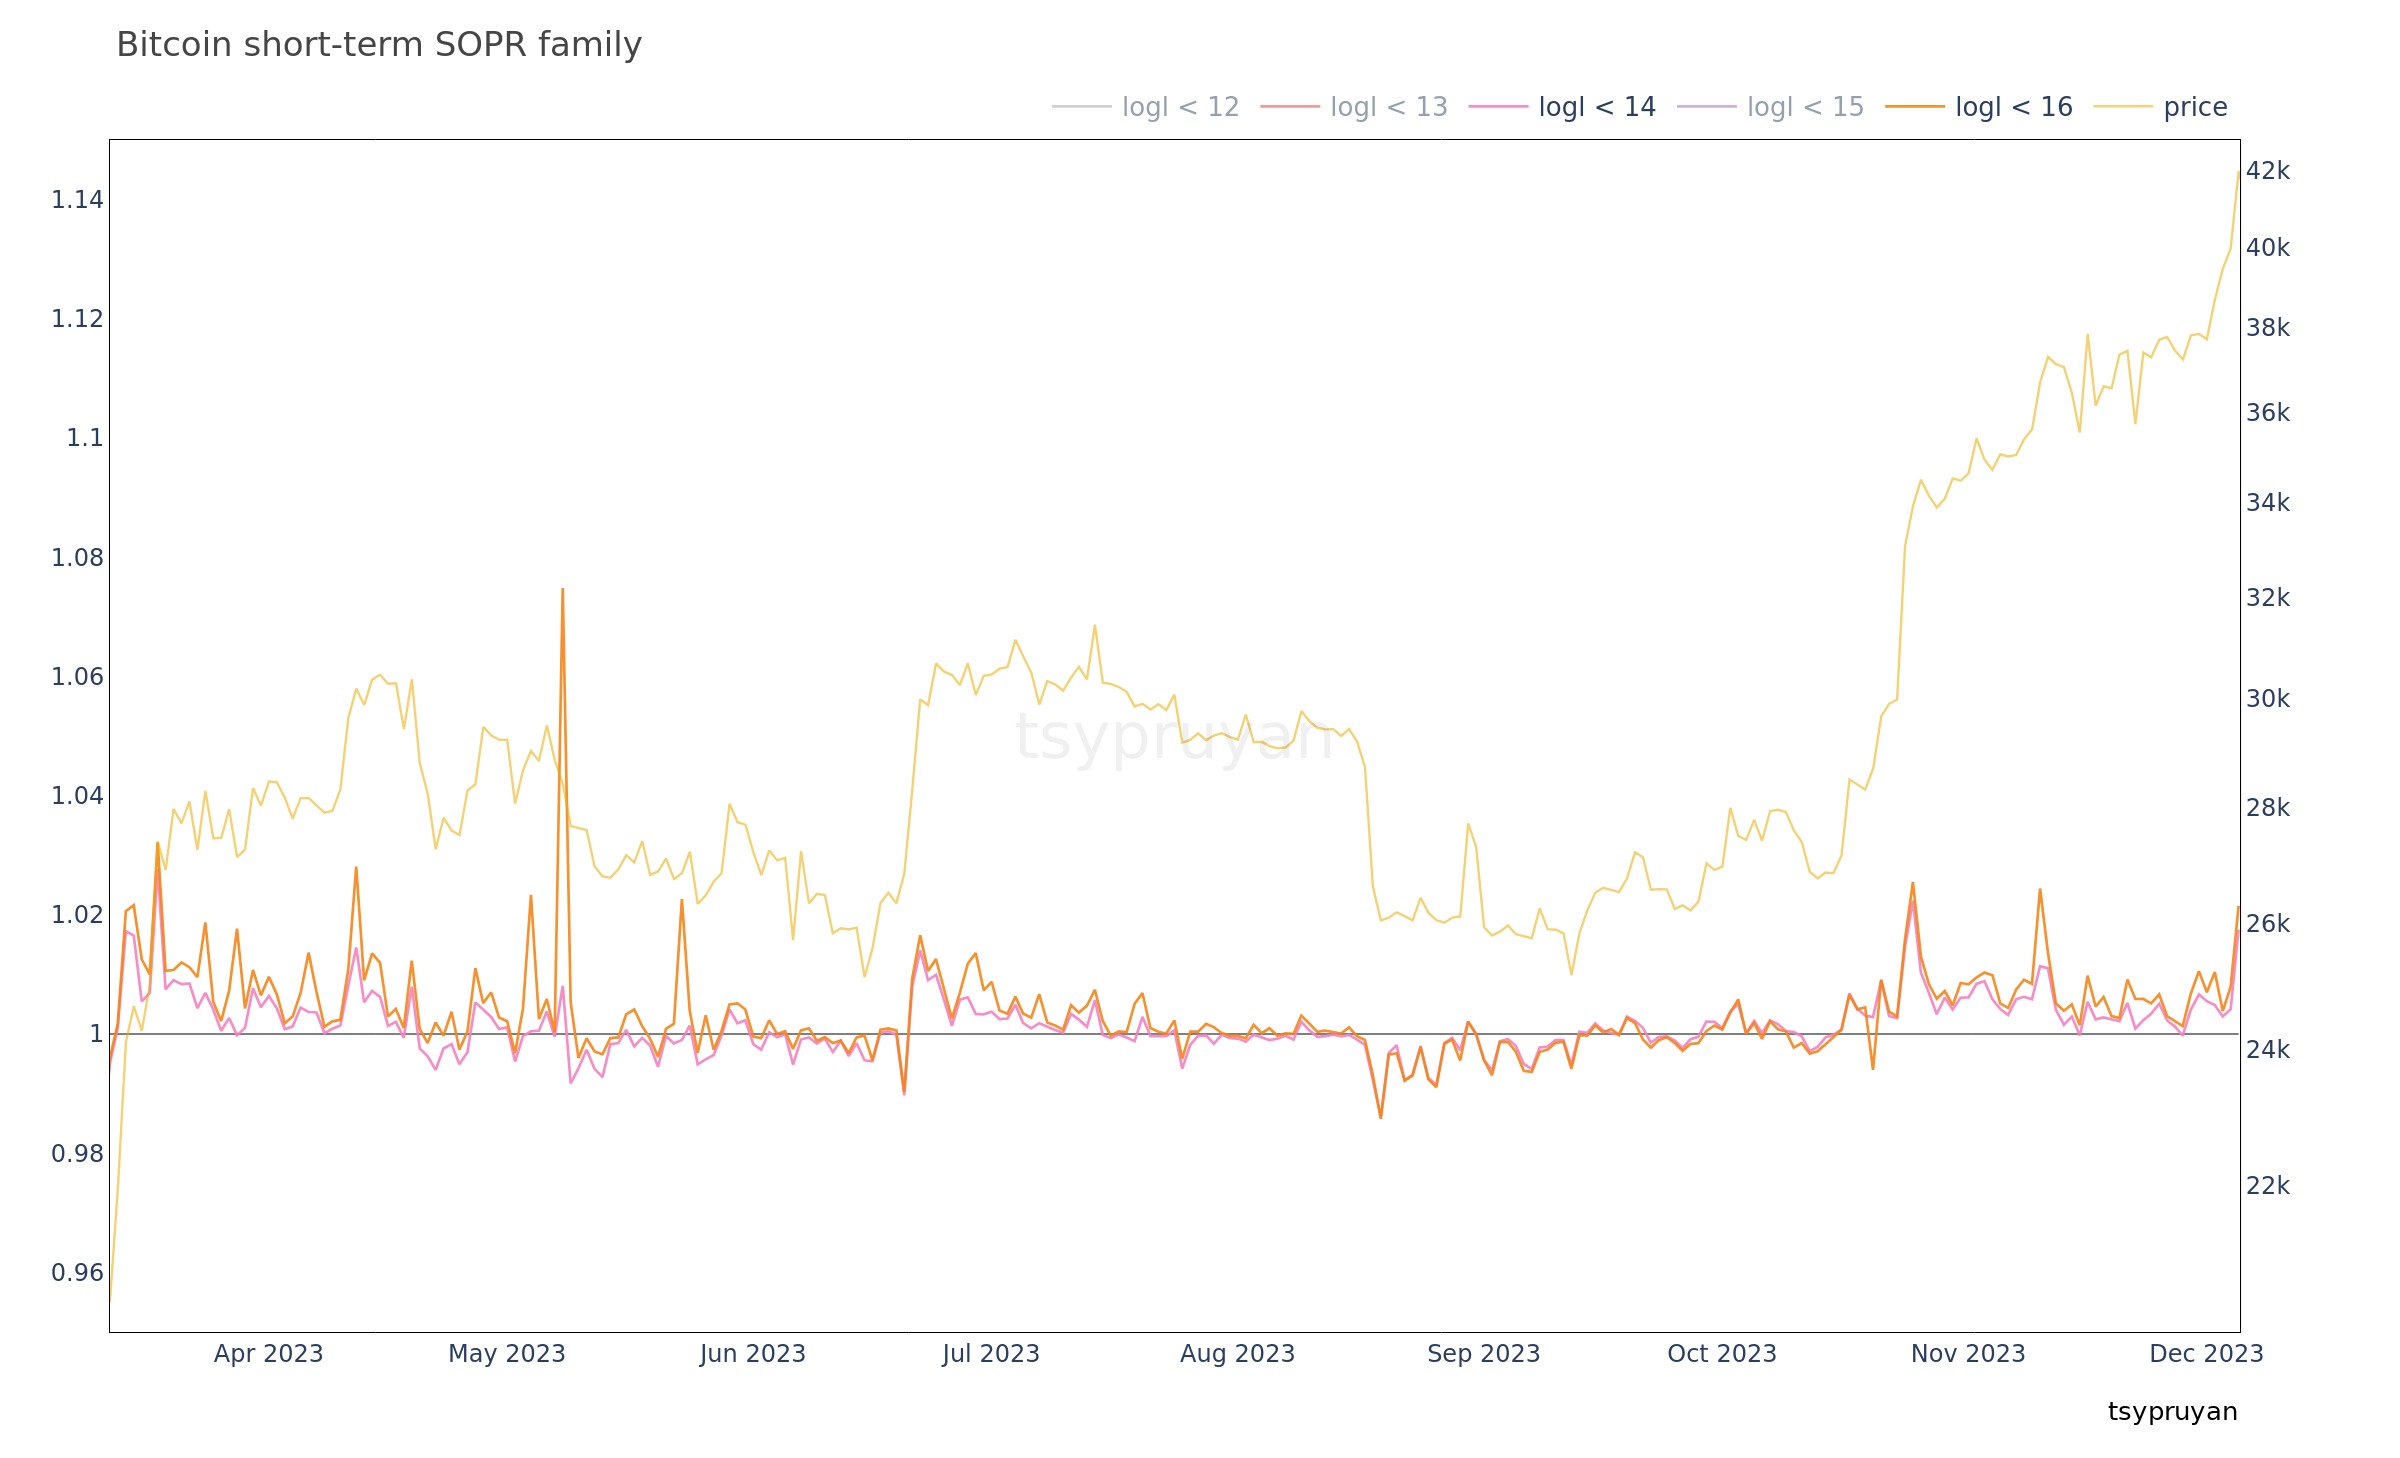 Bitcoin short-term SOPR family
logl < 12 logl < 13 logl < 14 logl < 15 logl < 16 price
1.14
1.12
1.1
1.08
1.06
1.04
1.02
1
0.98
0.96
42k
40k
38k
36k
34k
32k
30k
28k
26k
24k
22k
tsypruyan
Apr 2023 May 2023 Jun 2023 Jul 2023 Aug 2023 Sep 2023 Oct 2023 Nov 2023 Dec 2023
tsypruyan